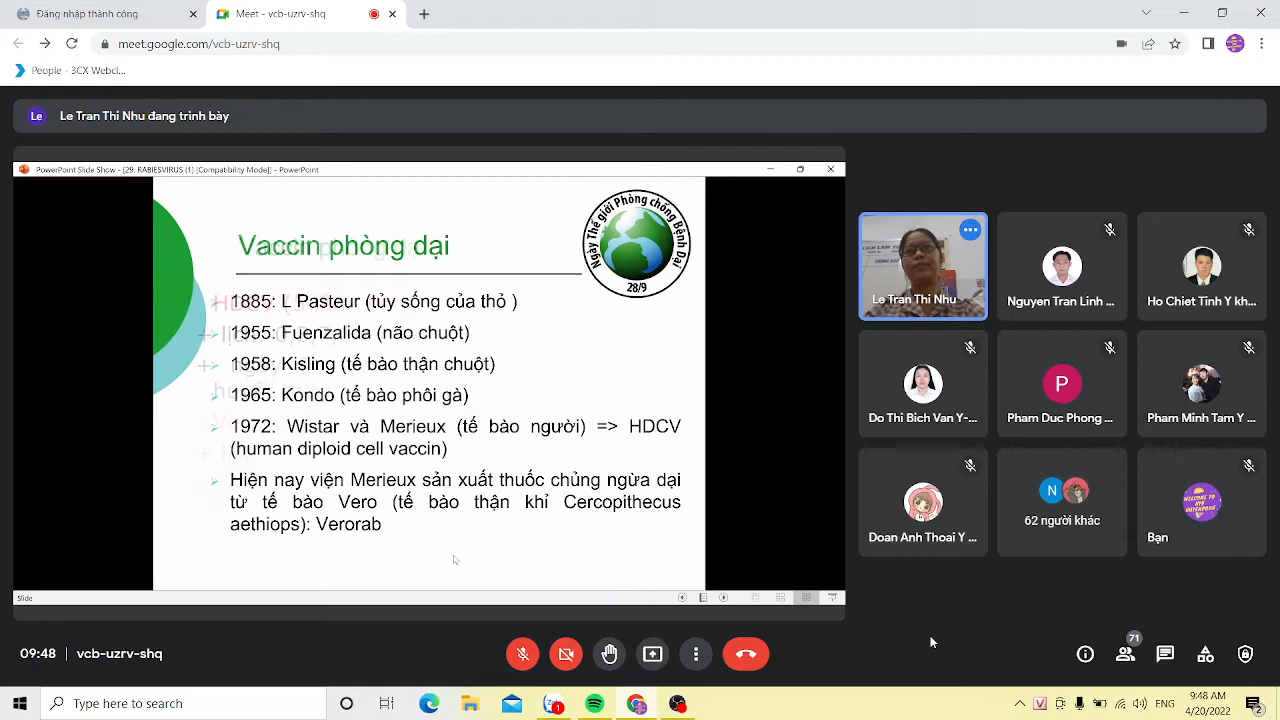 Đăng nhập thành công
Meet - vcb-uzrv-shq
meet.google.com/vcb-uzrv-shq
People - 3CX Webcl...
Le
Le Tran Thi Nhu đang trình bày
PowerPoint Slide Show - [29. RABIESVIRUS (1) [Compatibility Mode]] - PowerPoint
Vaccin phòng dại
Ngày Thế giới Phòng chống Bệnh Dại
28/9
1885: L Pasteur (tủy sống của thỏ )
1955: Fuenzalida (não chuột)
1958: Kisling (tế bào thận chuột)
1965: Kondo (tế bào phôi gà)
1972: Wistar và Merieux (tế bào người) => HDCV
(human diploid cell vaccin)
Hiện nay viện Merieux sản xuất thuốc chủng ngừa dại
từ tế bào Vero (tế bào thận khỉ Cercopithecus
aethiops): Verorab
Slide
Le Tran Thi Nhu
Nguyen Tran Linh ...
Ho Chiet Tinh Y kh...
Do Thi Bich Van Y-...
P
Pham Duc Phong ...
Pham Minh Tam Y ...
Doan Anh Thoai Y ...
N
62 người khác
WELCOME TO
Bạn
09:48
vcb-uzrv-shq
71
Type here to search
1
V
ENG
9:48 AM
4/20/2022
2